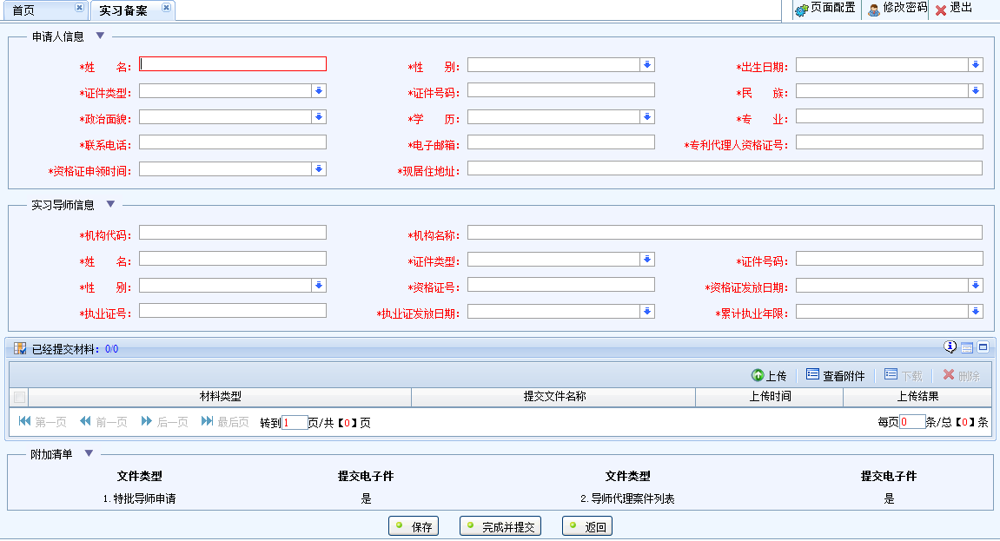 首页 实习备案 页面配置 修改密码 退出
申请人信息
*姓 名: *性 别: *出生日期:
*证件类型: *证件号码: *民 族:
*政治面貌: *学 历: *专 业:
*联系电话: *电子邮箱: *专利代理人资格证号:
*资格证申领时间: *现居住地址:
实习导师信息
*机构代码: *机构名称:
*姓 名: *证件类型: *证件号码:
*性 别: *资格证号: *资格证发放日期:
*执业证号: *执业证发放日期: *累计执业年限:
已经提交材料: 0/0
上传 查看附件 下载 删除
材料类型 提交文件名称 上传时间 上传结果
第一页 前一页 后一页 最后页 转到1页/共【0】页 每页0条/总【0】条
附加清单
文件类型 提交电子件 文件类型 提交电子件
1.特批导师申请 是 2.导师代理案件列表 是
保存 完成并提交 返回